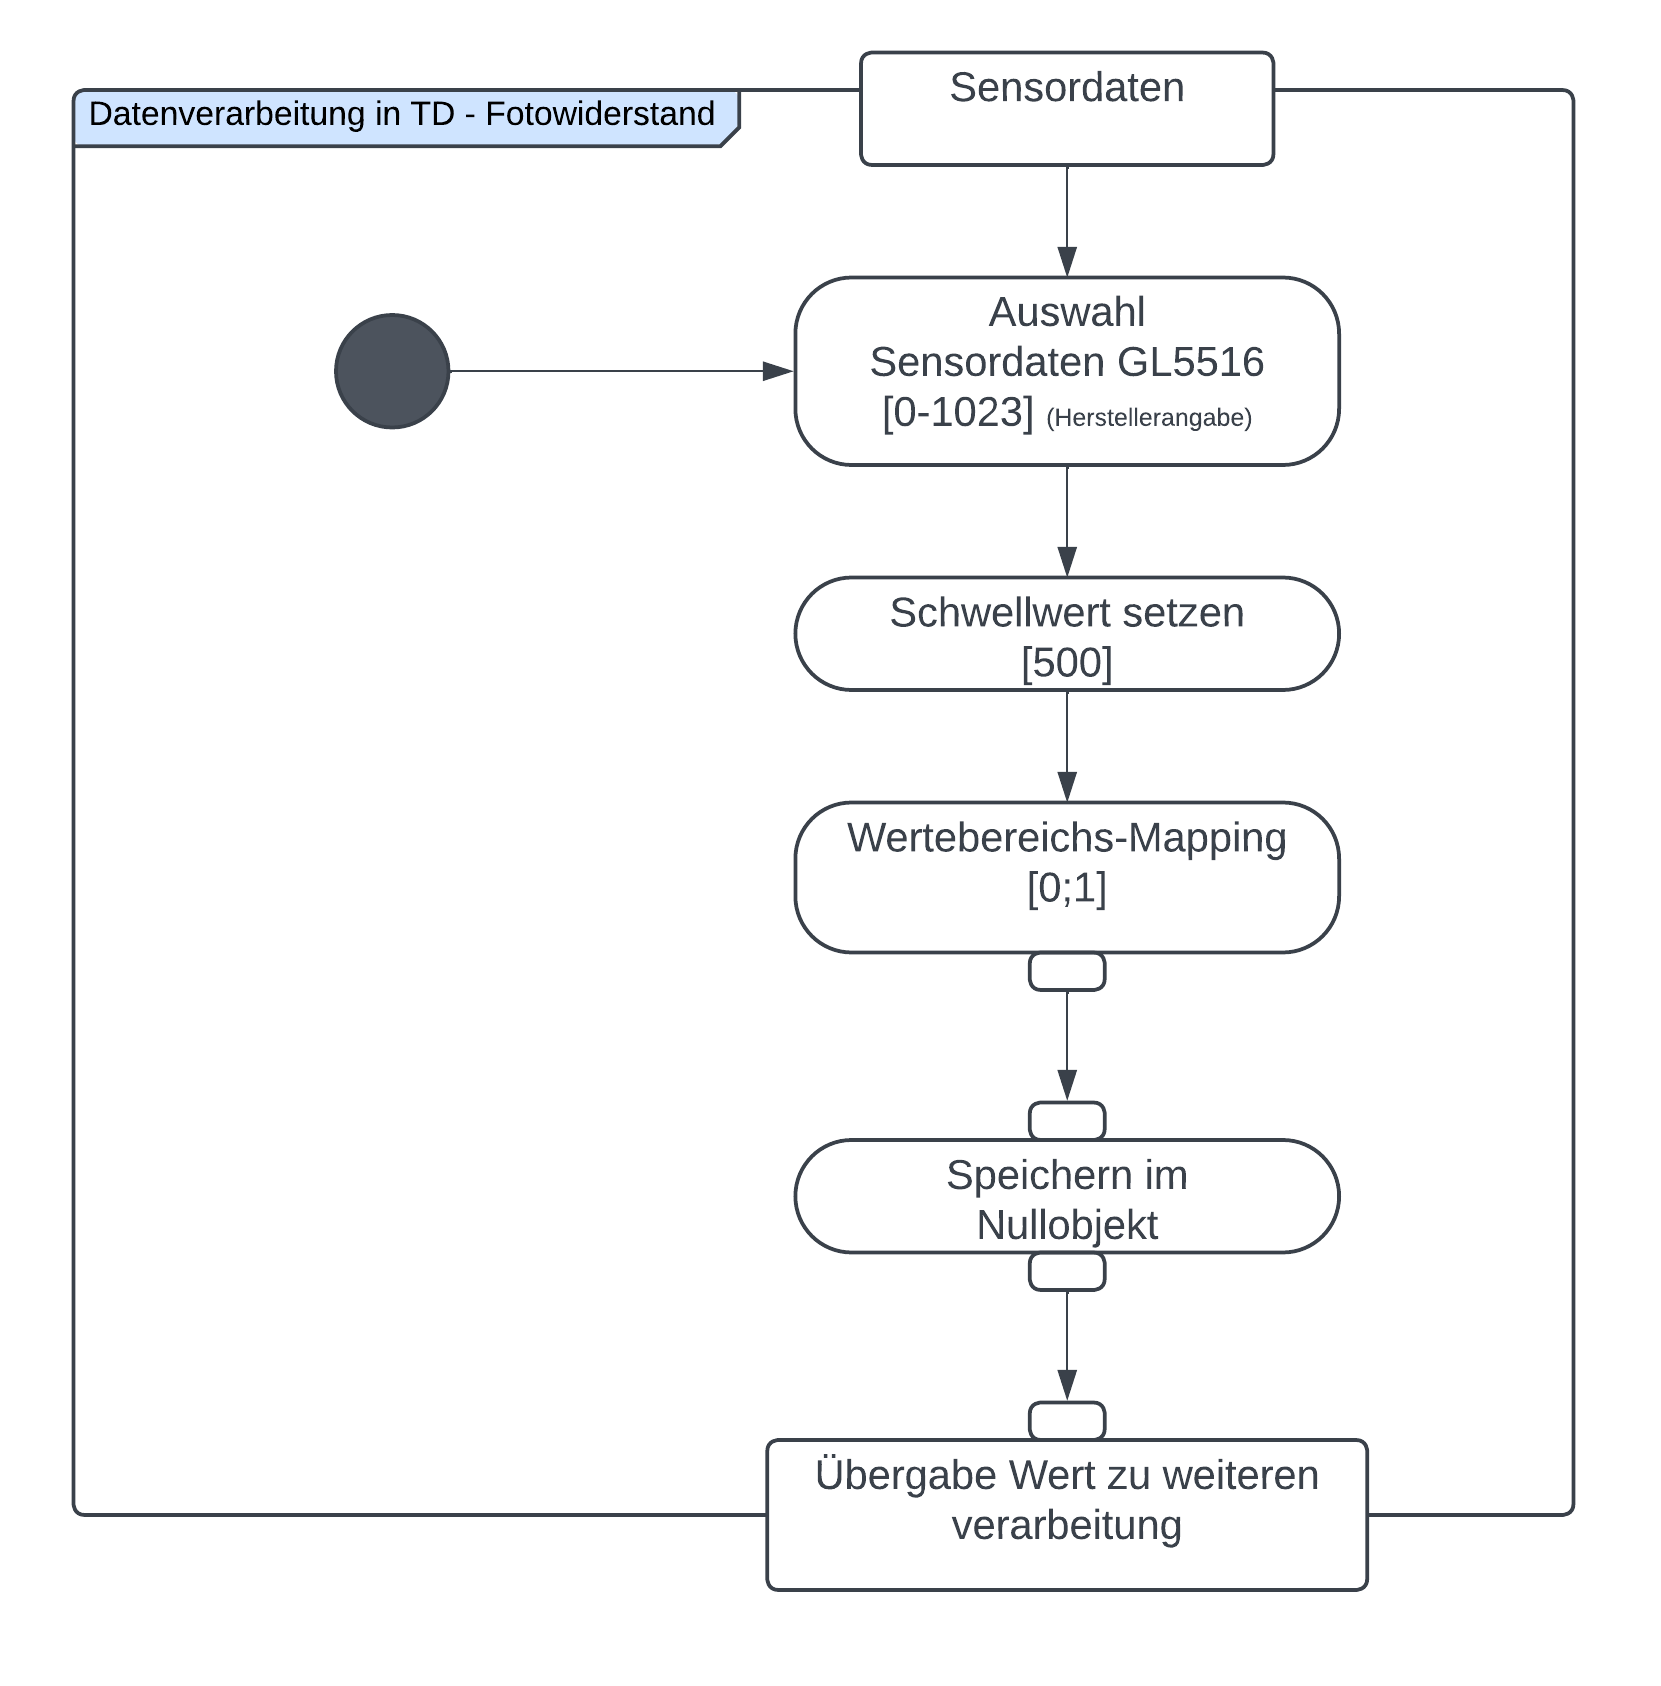 Sensordaten
Datenverarbeitung in TD - Fotowiderstand
Auswahl
Sensordaten GL5516
[0-1023] (Herstellerangabe)
Schwellwert setzen
[500]
Wertebereichs-Mapping
[0;1]
Speichern im
Nullobjekt
Übergabe Wert zu weiteren
verarbeitung